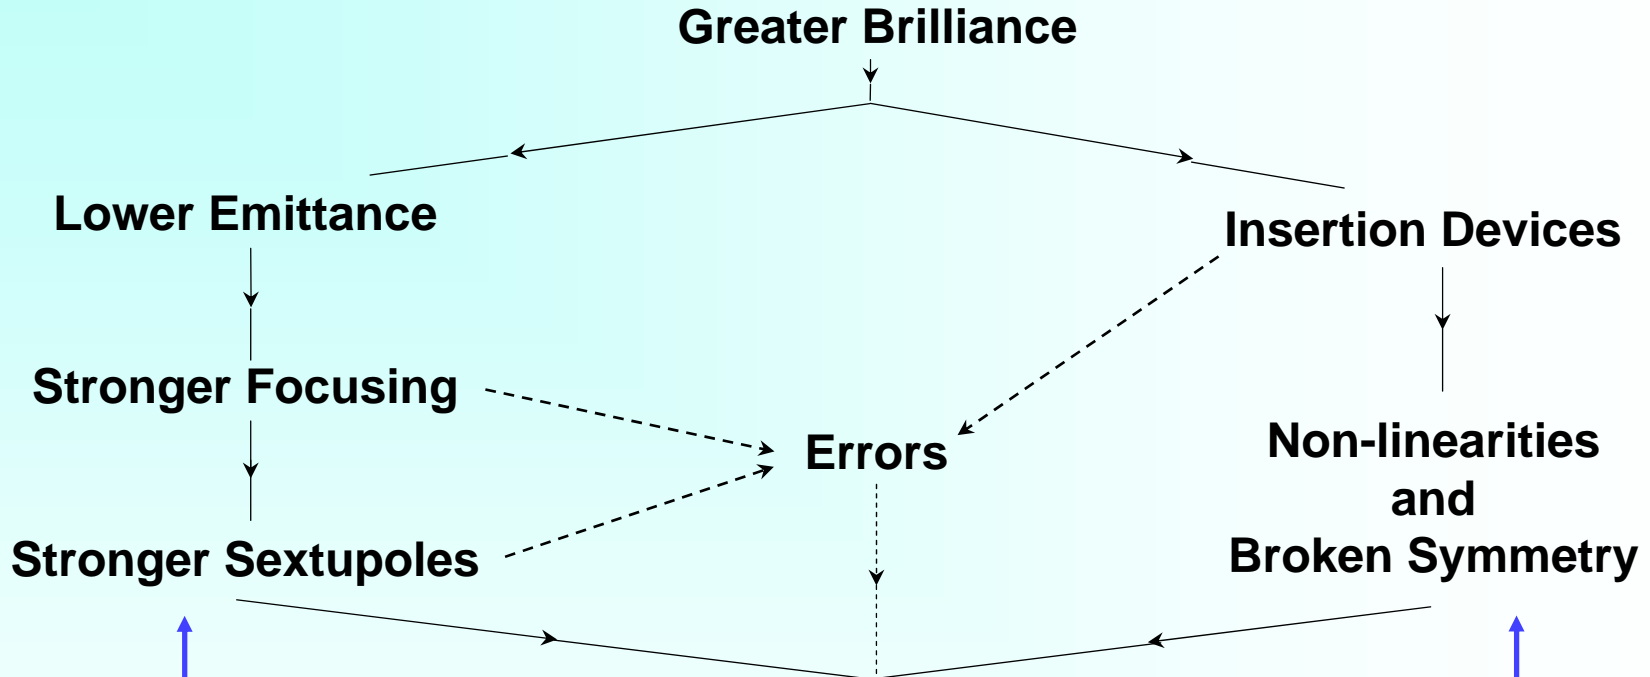 Greater Brilliance
Lower Emittance
Insertion Devices
Stronger Focusing
Errors
Non-linearities
and
Broken Symmetry
Stronger Sextupoles